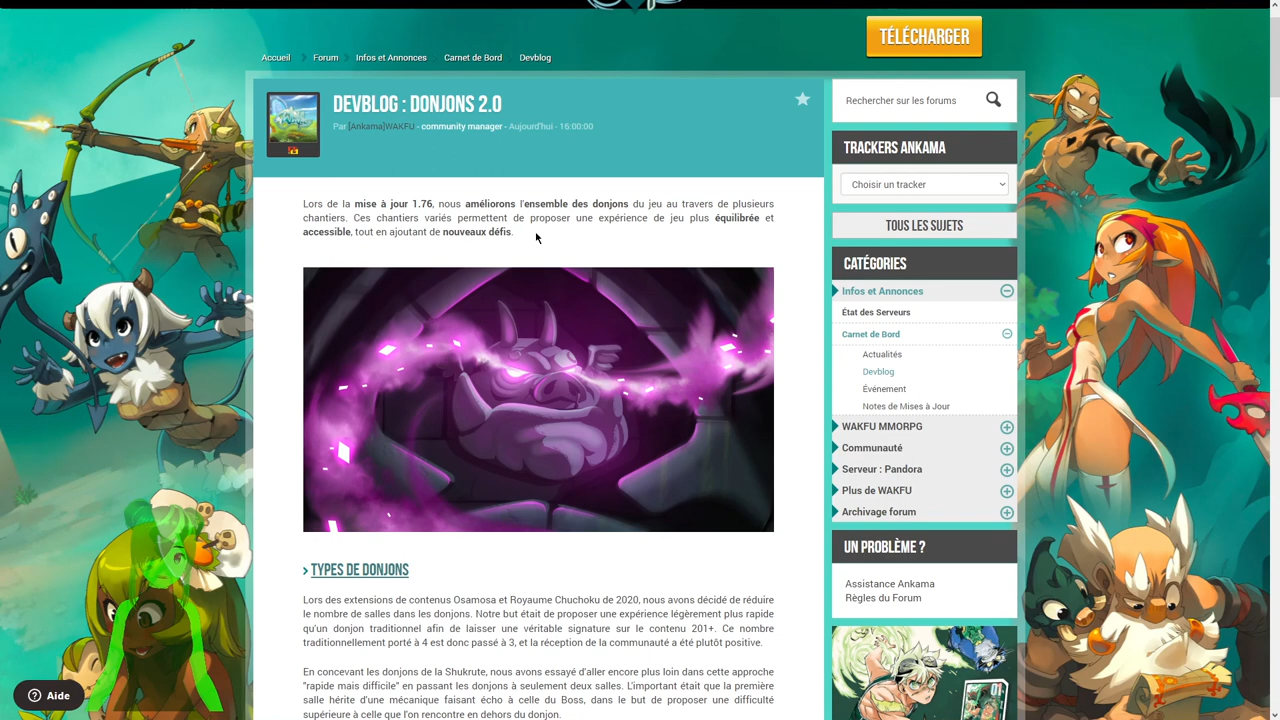 TÉLÉCHARGER
Accueil Forum Infos et Annonces Carnet de Bord Devblog
DEVBLOG : DONJONS 2.0
Par [Ankama]WAKFU - community manager - Aujourd'hui - 16:00:00
Lors de la mise à jour 1.76, nous améliorons l'ensemble des donjons du jeu au travers de plusieurs
chantiers. Ces chantiers variés permettent de proposer une expérience de jeu plus équilibrée et
accessible, tout en ajoutant de nouveaux défis.
TYPES DE DONJONS
Lors des extensions de contenus Osamosa et Royaume Chuchoku de 2020, nous avons décidé de réduire
le nombre de salles dans les donjons. Notre but était de proposer une expérience légèrement plus rapide
qu'un donjon traditionnel afin de laisser une véritable signature sur le contenu 201+. Ce nombre
traditionnellement porté à 4 est donc passé à 3, et la réception de la communauté a été plutôt positive.
En concevant les donjons de la Shukrute, nous avons essayé d'aller encore plus loin dans cette approche
"rapide mais difficile" en passant les donjons à seulement deux salles. L'important était que la première
salle hérite d'une mécanique faisant écho à celle du Boss, dans le but de proposer une difficulté
supérieure à celle que l'on rencontre en dehors du donjon.
Rechercher sur les forums
TRACKERS ANKAMA
Choisir un tracker
TOUS LES SUJETS
CATÉGORIES
Infos et Annonces
État des Serveurs
Carnet de Bord
Actualités
Devblog
Événement
Notes de Mises à Jour
WAKFU MMORPG
Communauté
Serveur : Pandora
Plus de WAKFU
Archivage forum
UN PROBLÈME ?
Assistance Ankama
Règles du Forum
Aide